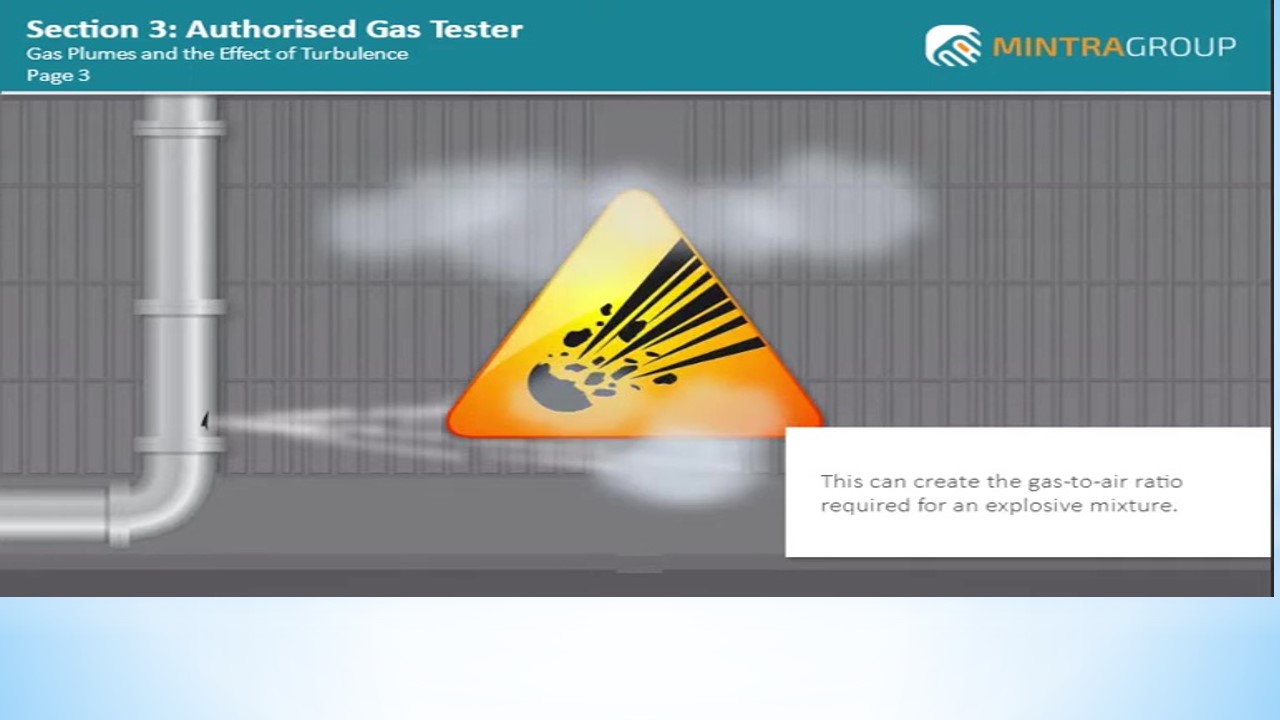 Section 3: Authorised Gas Tester
Gas Plumes and the Effect of Turbulence
Page 3
MINTRAGROUP
This can create the gas-to-air ratio
required for an explosive mixture.